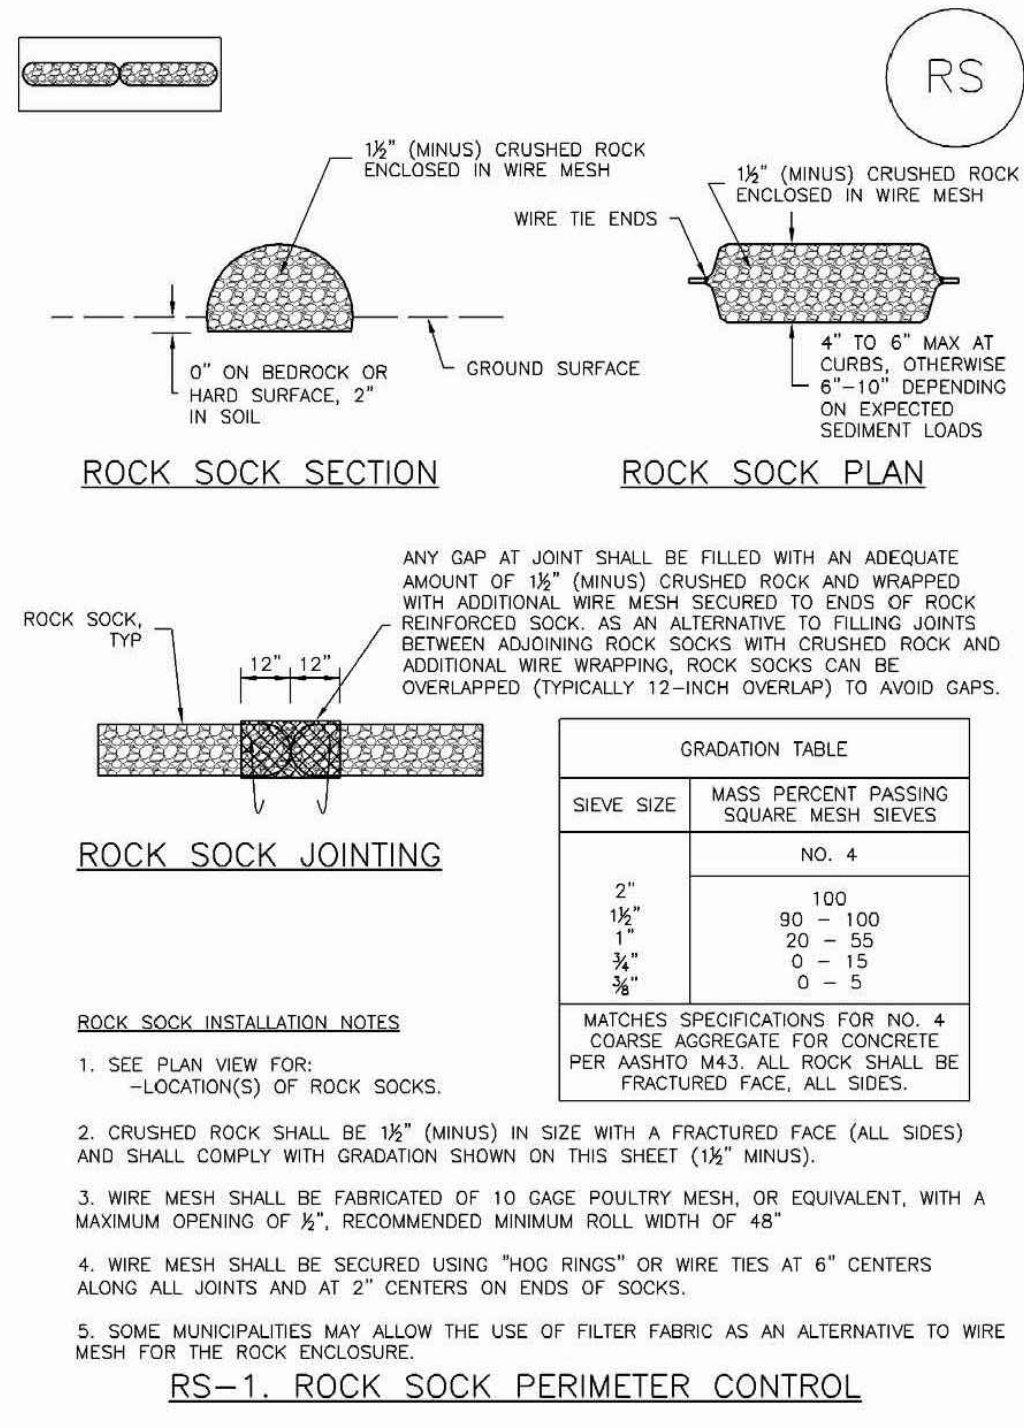 RS
1½" (MINUS) CRUSHED ROCK
ENCLOSED IN WIRE MESH
1½" (MINUS) CRUSHED ROCK
ENCLOSED IN WIRE MESH
WIRE TIE ENDS
GROUND SURFACE
0" ON BEDROCK OR
HARD SURFACE, 2"
IN SOIL
4" TO 6" MAX AT
CURBS, OTHERWISE
6"–10" DEPENDING
ON EXPECTED
SEDIMENT LOADS
ROCK SOCK SECTION
ROCK SOCK PLAN
ANY GAP AT JOINT SHALL BE FILLED WITH AN ADEQUATE
AMOUNT OF 1½" (MINUS) CRUSHED ROCK AND WRAPPED
WITH ADDITIONAL WIRE MESH SECURED TO ENDS OF ROCK
REINFORCED SOCK. AS AN ALTERNATIVE TO FILLING JOINTS
BETWEEN ADJOINING ROCK SOCKS WITH CRUSHED ROCK AND
ADDITIONAL WIRE WRAPPING, ROCK SOCKS CAN BE
OVERLAPPED (TYPICALLY 12–INCH OVERLAP) TO AVOID GAPS.
ROCK SOCK,
TYP
12" 12"
ROCK SOCK JOINTING
GRADATION TABLE
SIEVE SIZE
MASS PERCENT PASSING
SQUARE MESH SIEVES
NO. 4
2" 100
1½" 90 – 100
1" 20 – 55
¾" 0 – 15
⅜" 0 – 5
MATCHES SPECIFICATIONS FOR NO. 4
COARSE AGGREGATE FOR CONCRETE
PER AASHTO M43. ALL ROCK SHALL BE
FRACTURED FACE, ALL SIDES.
ROCK SOCK INSTALLATION NOTES
1. SEE PLAN VIEW FOR:
–LOCATION(S) OF ROCK SOCKS.
2. CRUSHED ROCK SHALL BE 1½" (MINUS) IN SIZE WITH A FRACTURED FACE (ALL SIDES)
AND SHALL COMPLY WITH GRADATION SHOWN ON THIS SHEET (1½" MINUS).
3. WIRE MESH SHALL BE FABRICATED OF 10 GAGE POULTRY MESH, OR EQUIVALENT, WITH A
MAXIMUM OPENING OF ½", RECOMMENDED MINIMUM ROLL WIDTH OF 48"
4. WIRE MESH SHALL BE SECURED USING "HOG RINGS" OR WIRE TIES AT 6" CENTERS
ALONG ALL JOINTS AND AT 2" CENTERS ON ENDS OF SOCKS.
5. SOME MUNICIPALITIES MAY ALLOW THE USE OF FILTER FABRIC AS AN ALTERNATIVE TO WIRE
MESH FOR THE ROCK ENCLOSURE.
RS–1. ROCK SOCK PERIMETER CONTROL